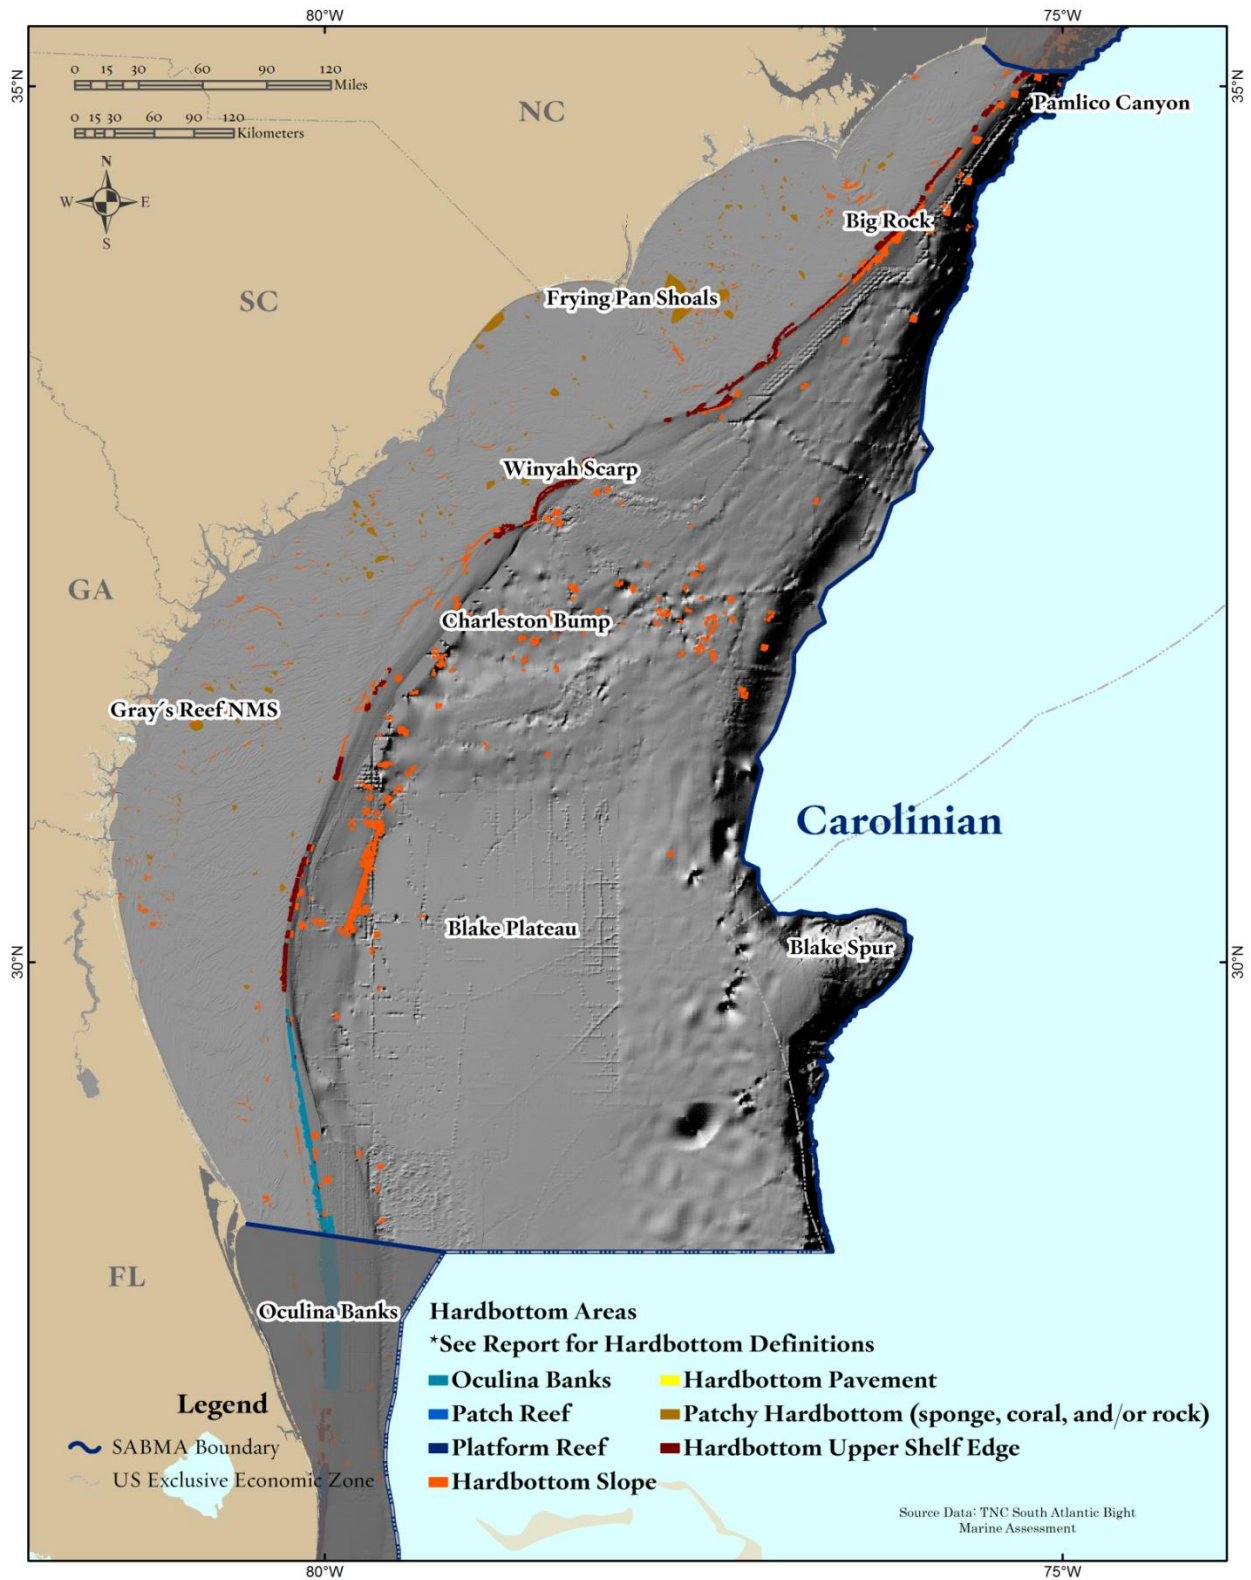 80°W
75°W
35°N
35°N
0 15 30 60 90 120
Miles
0 15 30 60 90 120
Kilometers
N
W E
S
NC
Pamlico Canyon
Big Rock
SC
Frying Pan Shoals
Winyah Scarp
GA
Charleston Bump
Gray´s Reef NMS
Carolinian
Blake Plateau
Blake Spur
30°N
30°N
FL
Oculina Banks
Hardbottom Areas
*See Report for Hardbottom Definitions
Oculina Banks
Hardbottom Pavement
Patch Reef
Patchy Hardbottom (sponge, coral, and/or rock)
Platform Reef
Hardbottom Upper Shelf Edge
Hardbottom Slope
Legend
SABMA Boundary
US Exclusive Economic Zone
Source Data: TNC South Atlantic Bight
Marine Assessment
80°W
75°W